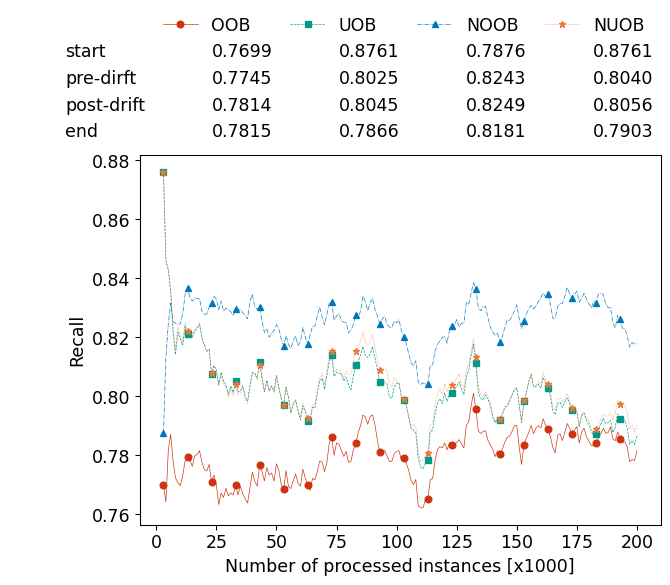 OOB UOB NOOB NUOB
start 0.7699 0.8761 0.7876 0.8761
pre-dirft 0.7745 0.8025 0.8243 0.8040
post-drift 0.7814 0.8045 0.8249 0.8056
end 0.7815 0.7866 0.8181 0.7903
0.88
0.86
0.84
0.82
0.80
0.78
0.76
Recall
0 25 50 75 100 125 150 175 200
Number of processed instances [x1000]